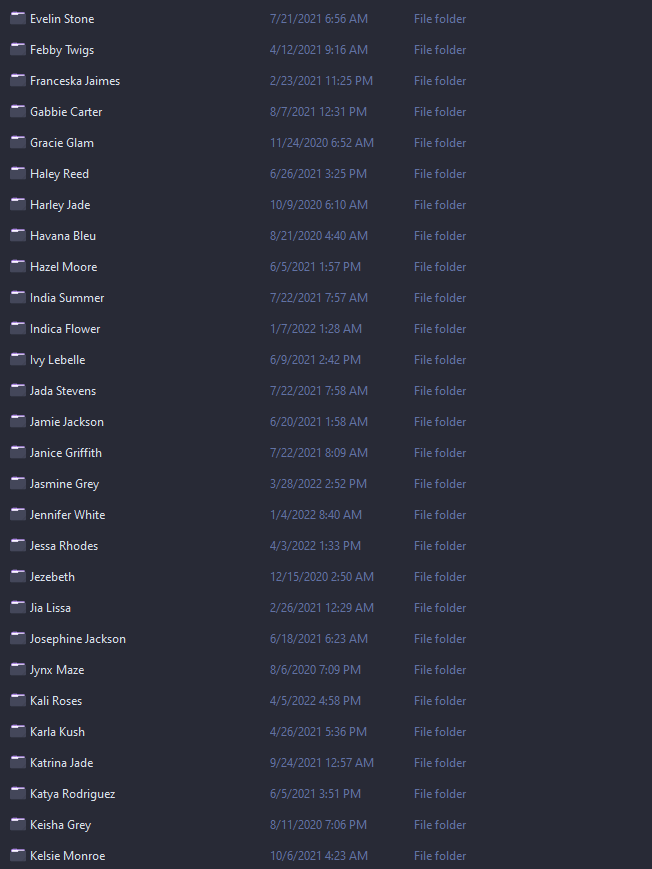 Evelin Stone 7/21/2021 6:56 AM File folder
Febby Twigs 4/12/2021 9:16 AM File folder
Franceska Jaimes 2/23/2021 11:25 PM File folder
Gabbie Carter 8/7/2021 12:31 PM File folder
Gracie Glam 11/24/2020 6:52 AM File folder
Haley Reed 6/26/2021 3:25 PM File folder
Harley Jade 10/9/2020 6:10 AM File folder
Havana Bleu 8/21/2020 4:40 AM File folder
Hazel Moore 6/5/2021 1:57 PM File folder
India Summer 7/22/2021 7:57 AM File folder
Indica Flower 1/7/2022 1:28 AM File folder
Ivy Lebelle 6/9/2021 2:42 PM File folder
Jada Stevens 7/22/2021 7:58 AM File folder
Jamie Jackson 6/20/2021 1:58 AM File folder
Janice Griffith 7/22/2021 8:09 AM File folder
Jasmine Grey 3/28/2022 2:52 PM File folder
Jennifer White 1/4/2022 8:40 AM File folder
Jessa Rhodes 4/3/2022 1:33 PM File folder
Jezebeth 12/15/2020 2:50 AM File folder
Jia Lissa 2/26/2021 12:29 AM File folder
Josephine Jackson 6/18/2021 6:23 AM File folder
Jynx Maze 8/6/2020 7:09 PM File folder
Kali Roses 4/5/2022 4:58 PM File folder
Karla Kush 4/26/2021 5:36 PM File folder
Katrina Jade 9/24/2021 12:57 AM File folder
Katya Rodriguez 6/5/2021 3:51 PM File folder
Keisha Grey 8/11/2020 7:06 PM File folder
Kelsie Monroe 10/6/2021 4:23 AM File folder